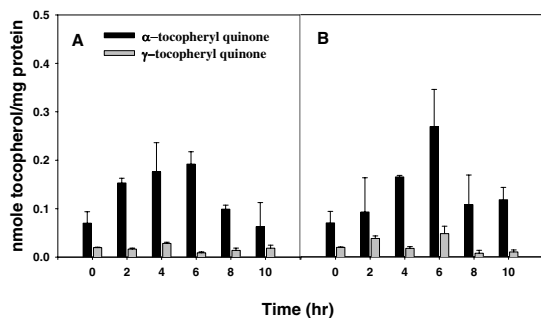 0.5
0.4
0.3
0.2
0.1
0.0
nmole tocopherol/mg protein
A
α–tocopheryl quinone
γ–tocopheryl quinone
B
0 2 4 6 8 10
0 2 4 6 8 10
Time (hr)